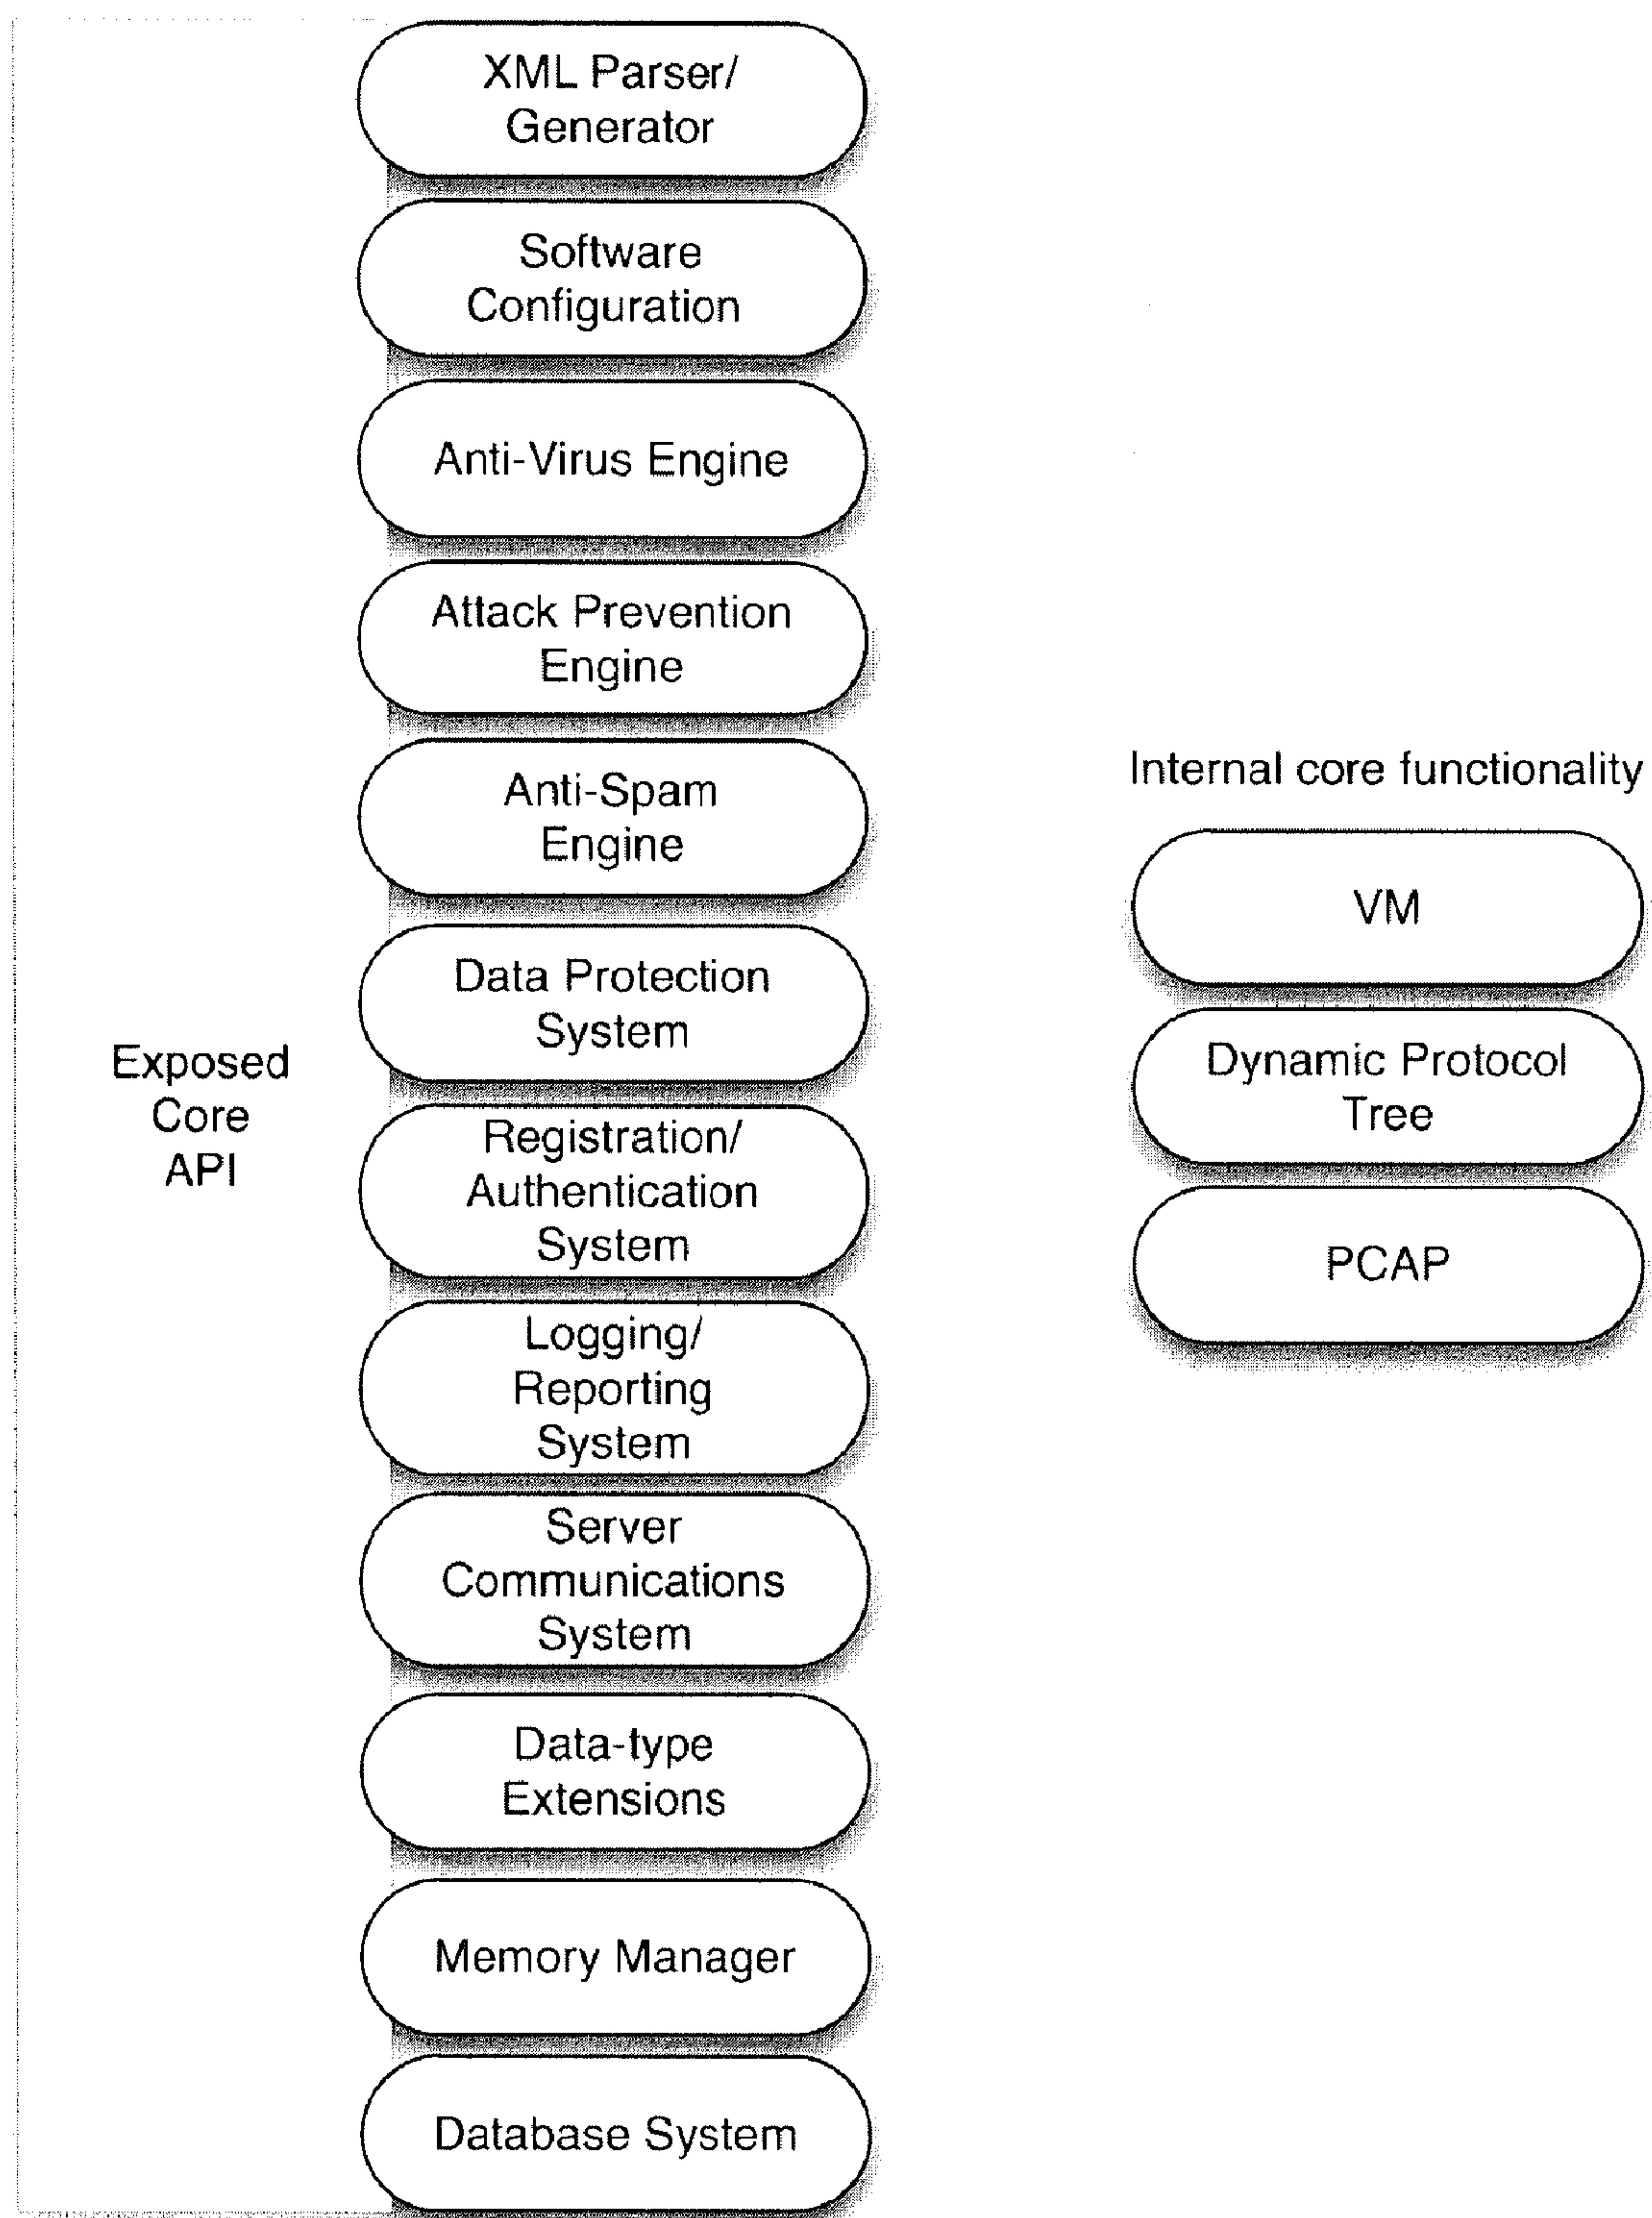 XML Parser/
Generator
Software
Configuration
Anti-Virus Engine
Attack Prevention
Engine
Anti-Spam
Engine
Data Protection
System
Registration/
Authentication
System
Logging/
Reporting
System
Server
Communications
System
Data-type
Extensions
Memory Manager
Database System
Exposed
Core
API
Internal core functionality
VM
Dynamic Protocol
Tree
PCAP